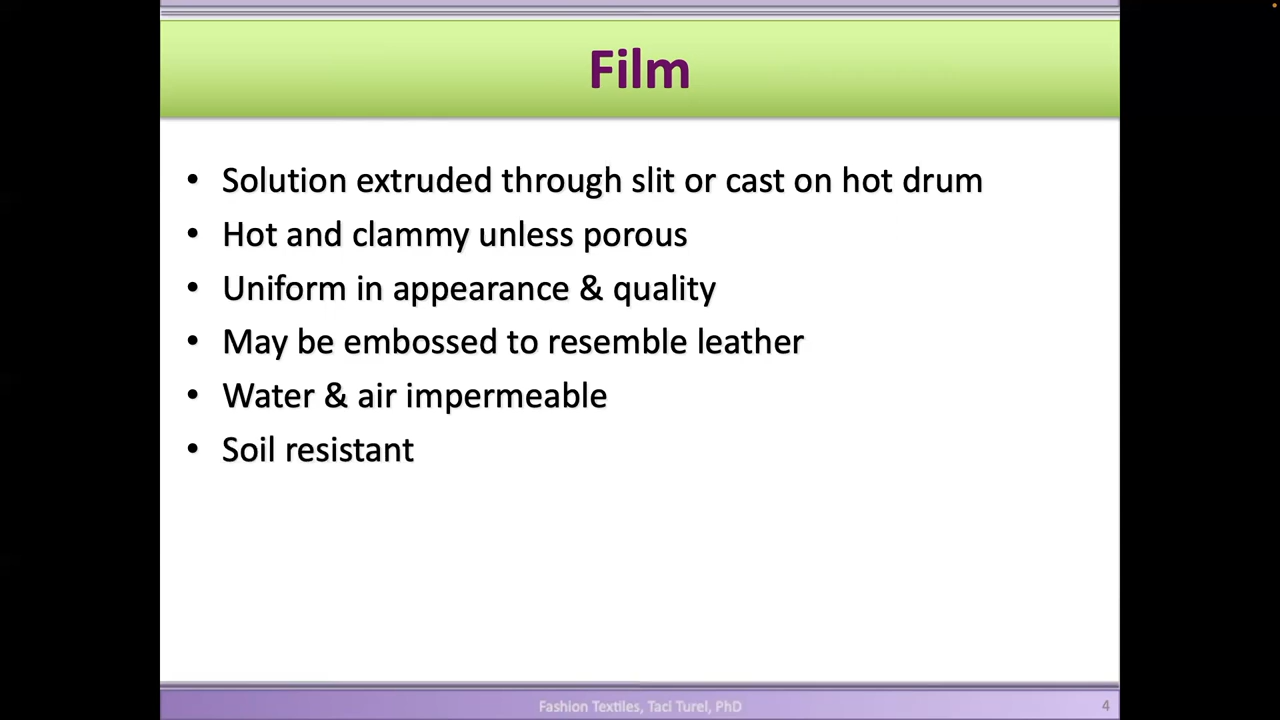 Film
• Solution extruded through slit or cast on hot drum
• Hot and clammy unless porous
• Uniform in appearance & quality
• May be embossed to resemble leather
• Water & air impermeable
• Soil resistant
Fashion Textiles, Taci Turel, PhD
4